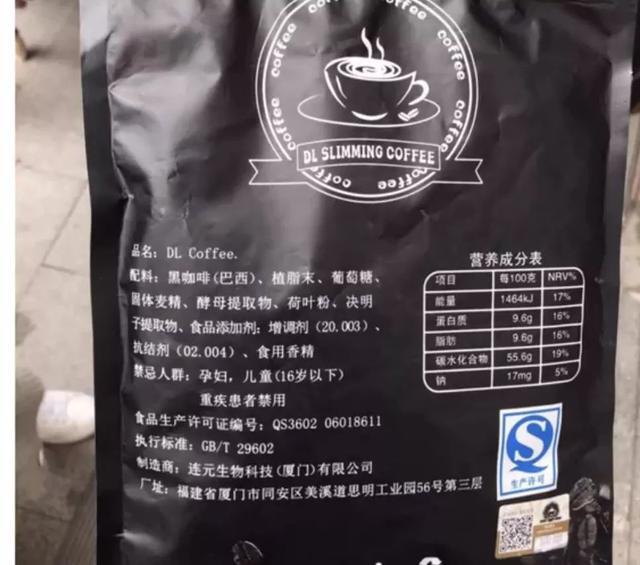 coffee coffee coffee coffee coffee coffee
DL SLIMMING COFFEE
coffee coffee
品名：DL Coffee.
配料：黑咖啡(巴西)、植脂末、葡萄糖、
固体麦精、酵母提取物、荷叶粉、决明
子提取物、食品添加剂：增调剂(20.003)、
抗结剂(02.004)、食用香精
禁忌人群：孕妇，儿童(16岁以下)
重疾患者禁用
食品生产许可证编号：QS3602 06018611
执行标准：GB/T 29602
制造商：连元生物科技(厦门)有限公司
厂址：福建省厦门市同安区美溪道思明工业园56号第三层
营养成分表
项目 每100克 NRV%
能量 1464kJ 17%
蛋白质 9.6g 16%
脂肪 9.6g 16%
碳水化合物 55.6g 19%
钠 17mg 5%
生产许可